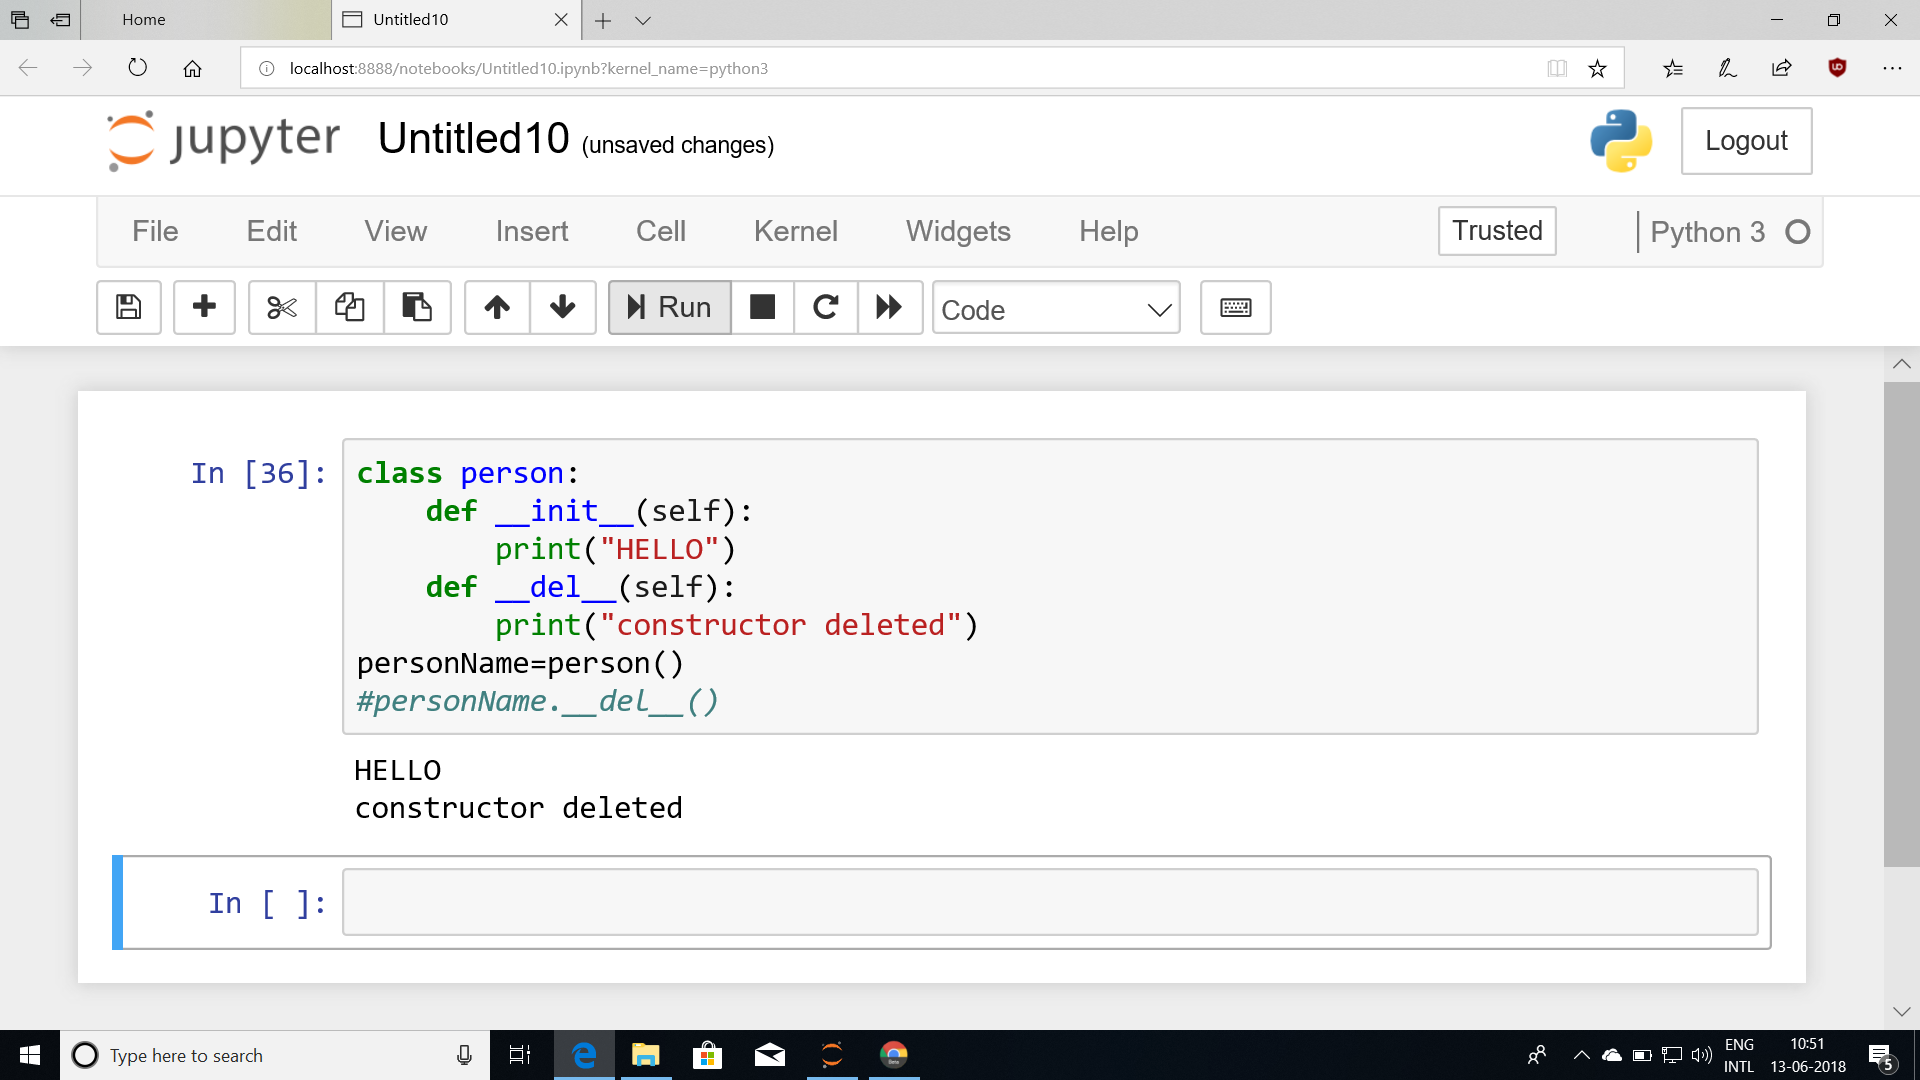 Home
Untitled10
localhost:8888/notebooks/Untitled10.ipynb?kernel_name=python3
jupyter Untitled10 (unsaved changes)
Logout
File Edit View Insert Cell Kernel Widgets Help
Trusted
Python 3
Run
Code
In [36]:
class person:
    def __init__(self):
        print("HELLO")
    def __del__(self):
        print("constructor deleted")
personName=person()
#personName.__del__()
HELLO
constructor deleted
In [ ]:
Type here to search
ENG
INTL
10:51
13-06-2018
5